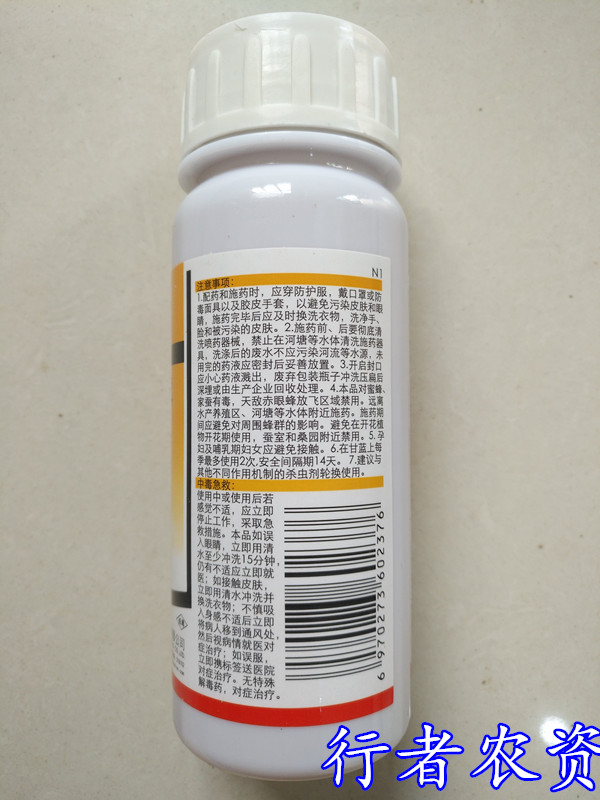 N1
注意事项：
1.配药和施药时，应穿防护服，戴口罩或防
毒面具以及胶皮手套，以避免污染皮肤和眼
睛，施药完毕后应及时换洗衣物，洗净手、
脸和被污染的皮肤。2.施药前、后要彻底清
洗喷药器械，禁止在河塘等水体清洗施药器
具，洗涤后的废水不应污染河流等水源，未
用完的药液应密封后妥善放置。3.开启封口
应小心药液溅出，废弃包装瓶子冲洗压扁后
深埋或由生产企业回收处理。4.本品对蜜蜂、
家蚕有毒，天敌赤眼蜂放飞区域禁用。远离
水产养殖区、河塘等水体附近施药。施药期
间应避免对周围蜂群的影响。避免在开花植
物开花期使用，蚕室和桑园附近禁用。5.孕
妇及哺乳期妇女应避免接触。6.在甘蓝上每
季最多使用2次,安全间隔期14天。7.建议与
其他不同作用机制的杀虫剂轮换使用。
中毒急救：
使用中或使用后若
感觉不适，应立即
停止工作，采取急
救措施。本品如误
入眼睛，立即用清
水至少冲洗15分钟，
仍有不适应立即就
医；如接触皮肤，
立即用清水冲洗并
换洗衣物；不慎吸
入身感不适后立即
将病人移到通风处，
然后视病情就医对
症治疗；如误服，
立即携标签送医院
对症治疗。无特殊
解毒药，对症治疗。
6970273602376
公司
行者农资